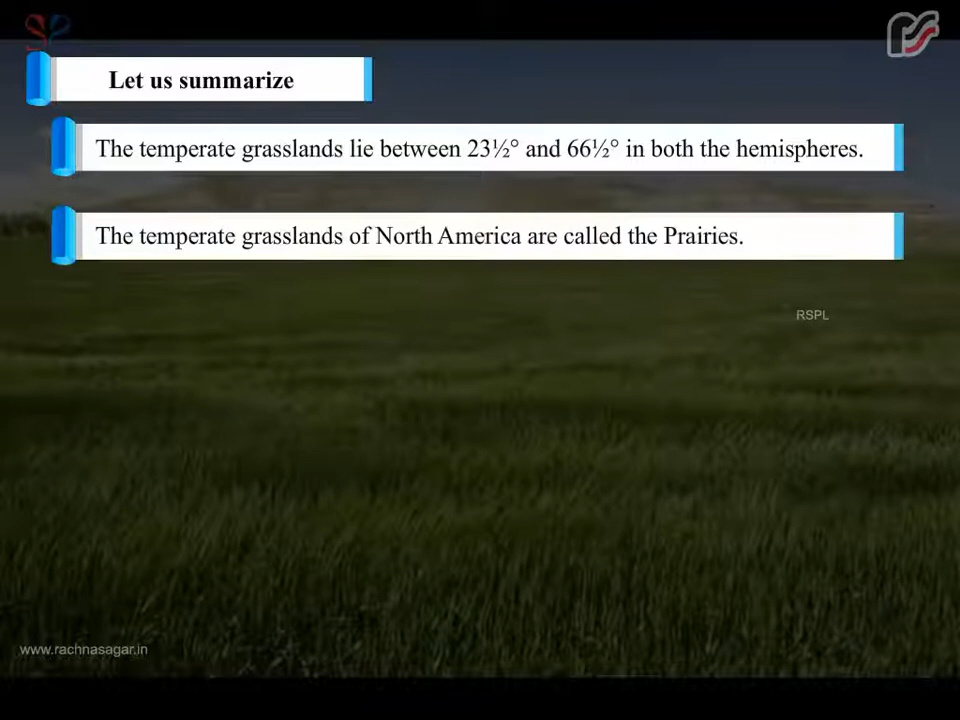 Let us summarize
The temperate grasslands lie between 23½° and 66½° in both the hemispheres.
The temperate grasslands of North America are called the Prairies.
RSPL
www.rachnasagar.in